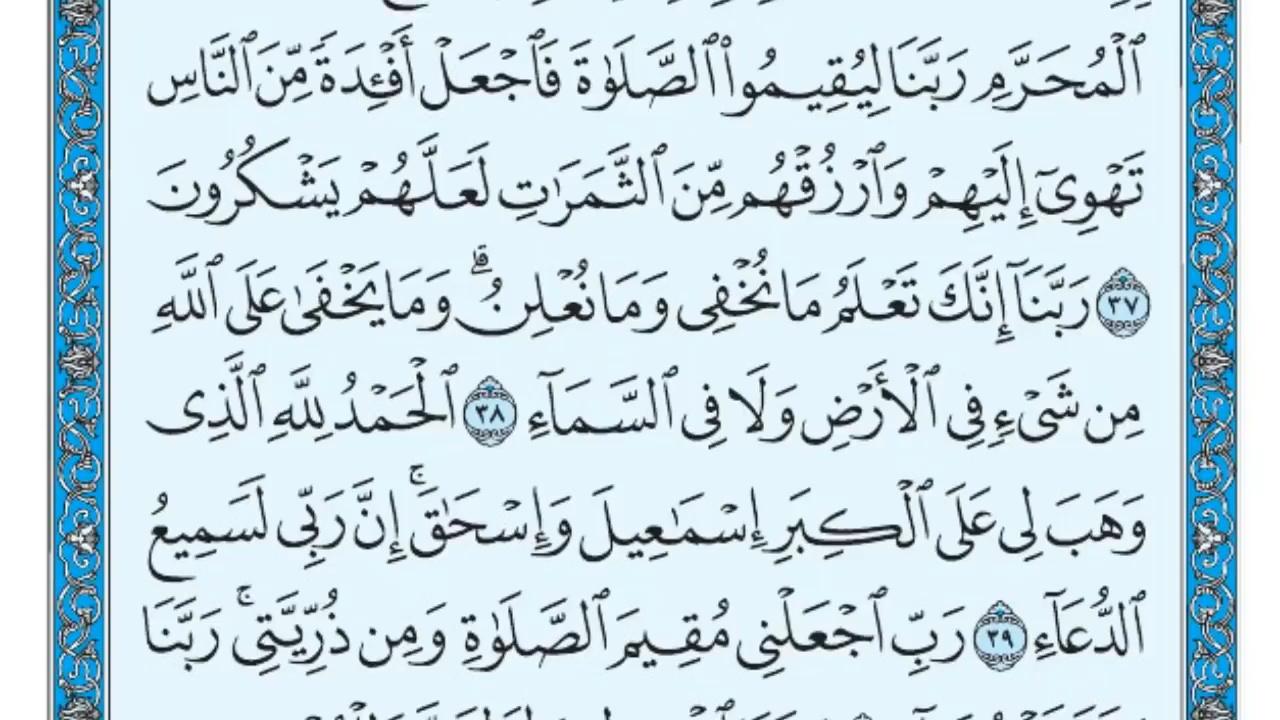 ٱلۡمُحَرَّمِ رَبَّنَا لِيُقِيمُواْ ٱلصَّلَوٰةَ فَٱجۡعَلۡ أَفۡـِٔدَةٗ مِّنَ ٱلنَّاسِ
تَهۡوِيٓ إِلَيۡهِمۡ وَٱرۡزُقۡهُم مِّنَ ٱلثَّمَرَٰتِ لَعَلَّهُمۡ يَشۡكُرُونَ
٣٧ رَبَّنَآ إِنَّكَ تَعۡلَمُ مَا نُخۡفِي وَمَا نُعۡلِنُۗ وَمَا يَخۡفَىٰ عَلَى ٱللَّهِ
مِن شَيۡءٖ فِي ٱلۡأَرۡضِ وَلَا فِي ٱلسَّمَآءِ ٣٨ ٱلۡحَمۡدُ لِلَّهِ ٱلَّذِي
وَهَبَ لِي عَلَى ٱلۡكِبَرِ إِسۡمَٰعِيلَ وَإِسۡحَٰقَۚ إِنَّ رَبِّي لَسَمِيعُ
ٱلدُّعَآءِ ٣٩ رَبِّ ٱجۡعَلۡنِي مُقِيمَ ٱلصَّلَوٰةِ وَمِن ذُرِّيَّتِيۚ رَبَّنَا